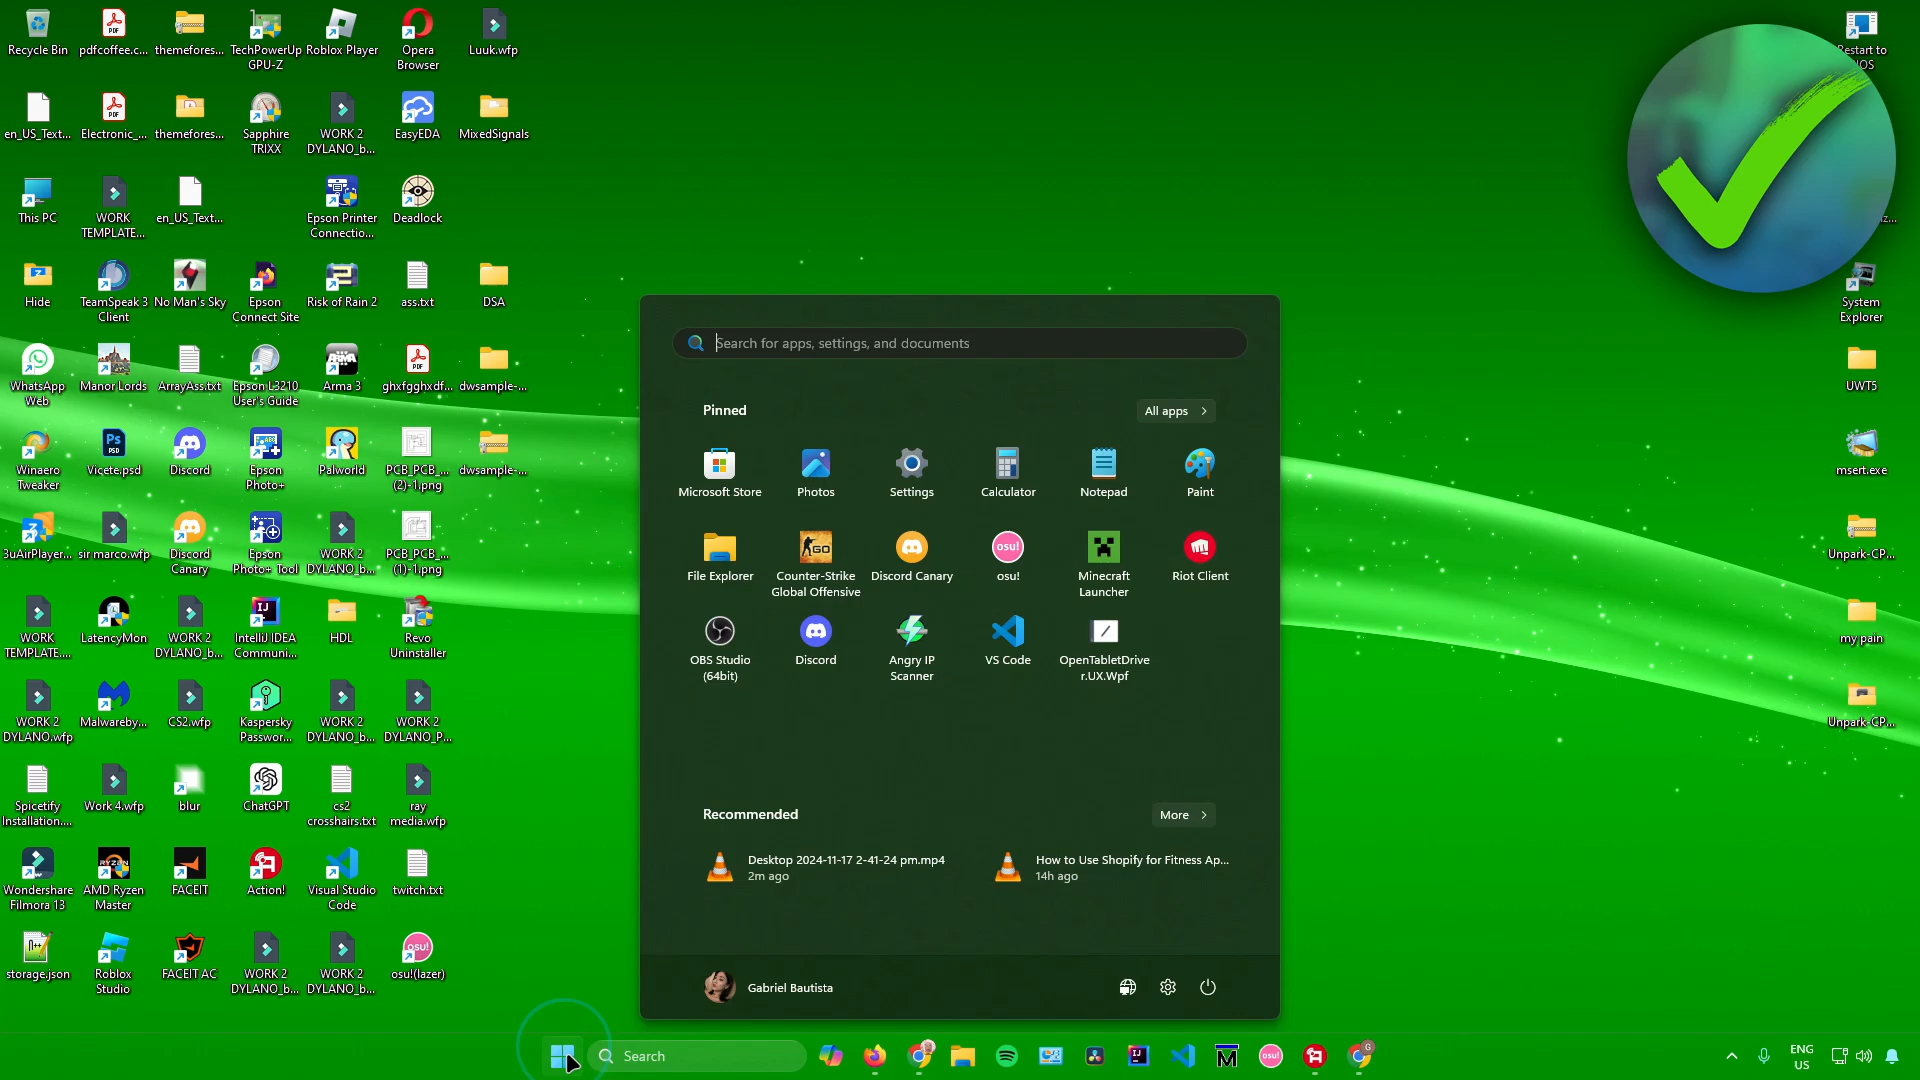 Recycle Bin
pdfcoffee.c...
themefores...
TechPowerUp
GPU-Z
Roblox Player
Opera
Browser
Luuk.wfp
Restart to
en_US_Text...
Electronic_...
themefores...
Sapphire
TRIXX
WORK 2
DYLANO_b...
EasyEDA
MixedSignals
This PC
WORK
TEMPLATE...
en_US_Text...
Epson Printer
Connectio...
Deadlock
Hide
TeamSpeak 3
Client
No Man's Sky
Epson
Connect Site
Risk of Rain 2
ass.txt
DSA
System
Explorer
WhatsApp
Web
Manor Lords
ArrayAss.txt
Epson L3210
User's Guide
Arma 3
ghxfgghxdf...
dwsample-...
UWT5
Winaero
Tweaker
Vicete.psd
Discord
Epson
Photo+
Palworld
PCB_PCB_...
(2)-1.png
dwsample-...
msert.exe
3uAirPlayer...
sir marco.wfp
Discord
Canary
Epson
Photo+ Tool
WORK 2
DYLANO_b...
PCB_PCB_...
(1)-1.png
Unpark-CP...
WORK
TEMPLATE....
LatencyMon
WORK 2
DYLANO_b...
IntelliJ IDEA
Communi...
HDL
Revo
Uninstaller
my pain
WORK 2
DYLANO.wfp
Malwareby...
CS2.wfp
Kaspersky
Passwor...
WORK 2
DYLANO_b...
WORK 2
DYLANO_P...
Unpark-CP...
Spicetify
Installation....
Work 4.wfp
blur
ChatGPT
cs2
crosshairs.txt
ray
media.wfp
Wondershare
Filmora 13
AMD Ryzen
Master
FACEIT
Action!
Visual Studio
Code
twitch.txt
storage.json
Roblox
Studio
FACEIT AC
WORK 2
DYLANO_b...
WORK 2
DYLANO_b...
osu!(lazer)
Search for apps, settings, and documents
Pinned
All apps
Microsoft Store
Photos
Settings
Calculator
Notepad
Paint
File Explorer
Counter-Strike
Global Offensive
Discord Canary
osu!
Minecraft
Launcher
Riot Client
OBS Studio
(64bit)
Discord
Angry IP
Scanner
VS Code
OpenTabletDrive
r.UX.Wpf
Recommended
More
Desktop 2024-11-17 2-41-24 pm.mp4
2m ago
How to Use Shopify for Fitness Ap...
14h ago
Gabriel Bautista
Search
ENG
US